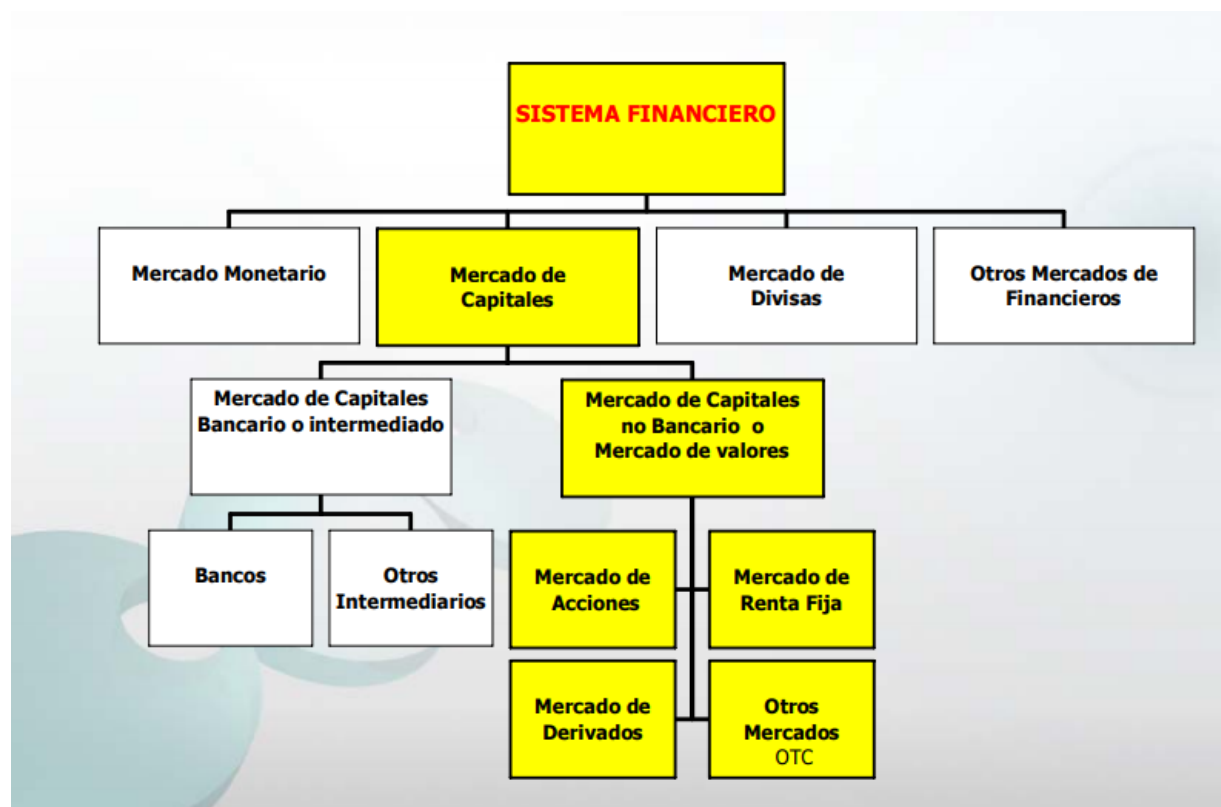 SISTEMA FINANCIERO
Mercado Monetario
Mercado de
Capitales
Mercado de
Divisas
Otros Mercados de
Financieros
Mercado de Capitales
Bancario o intermediado
Mercado de Capitales
no Bancario o
Mercado de valores
Bancos
Otros
Intermediarios
Mercado de
Acciones
Mercado de
Renta Fija
Mercado de
Derivados
Otros
Mercados
OTC